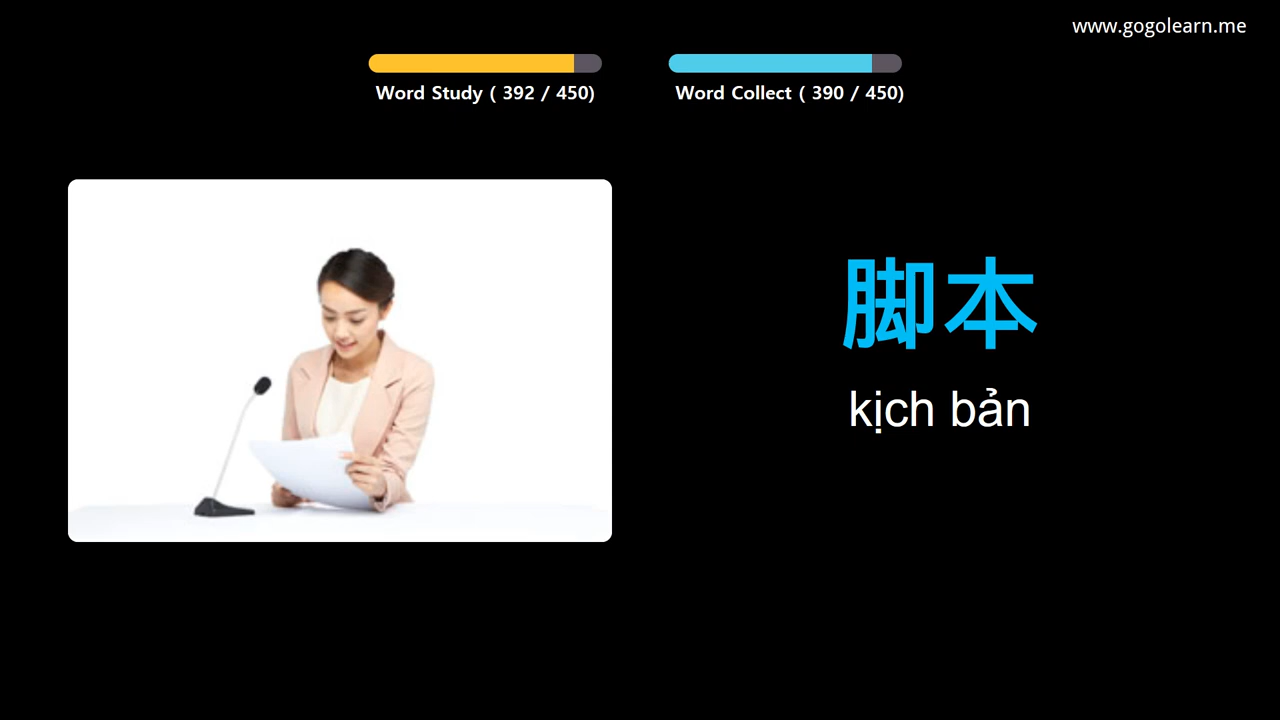 www.gogolearn.me
Word Study ( 392 / 450)
Word Collect ( 390 / 450)
脚本
kịch bản